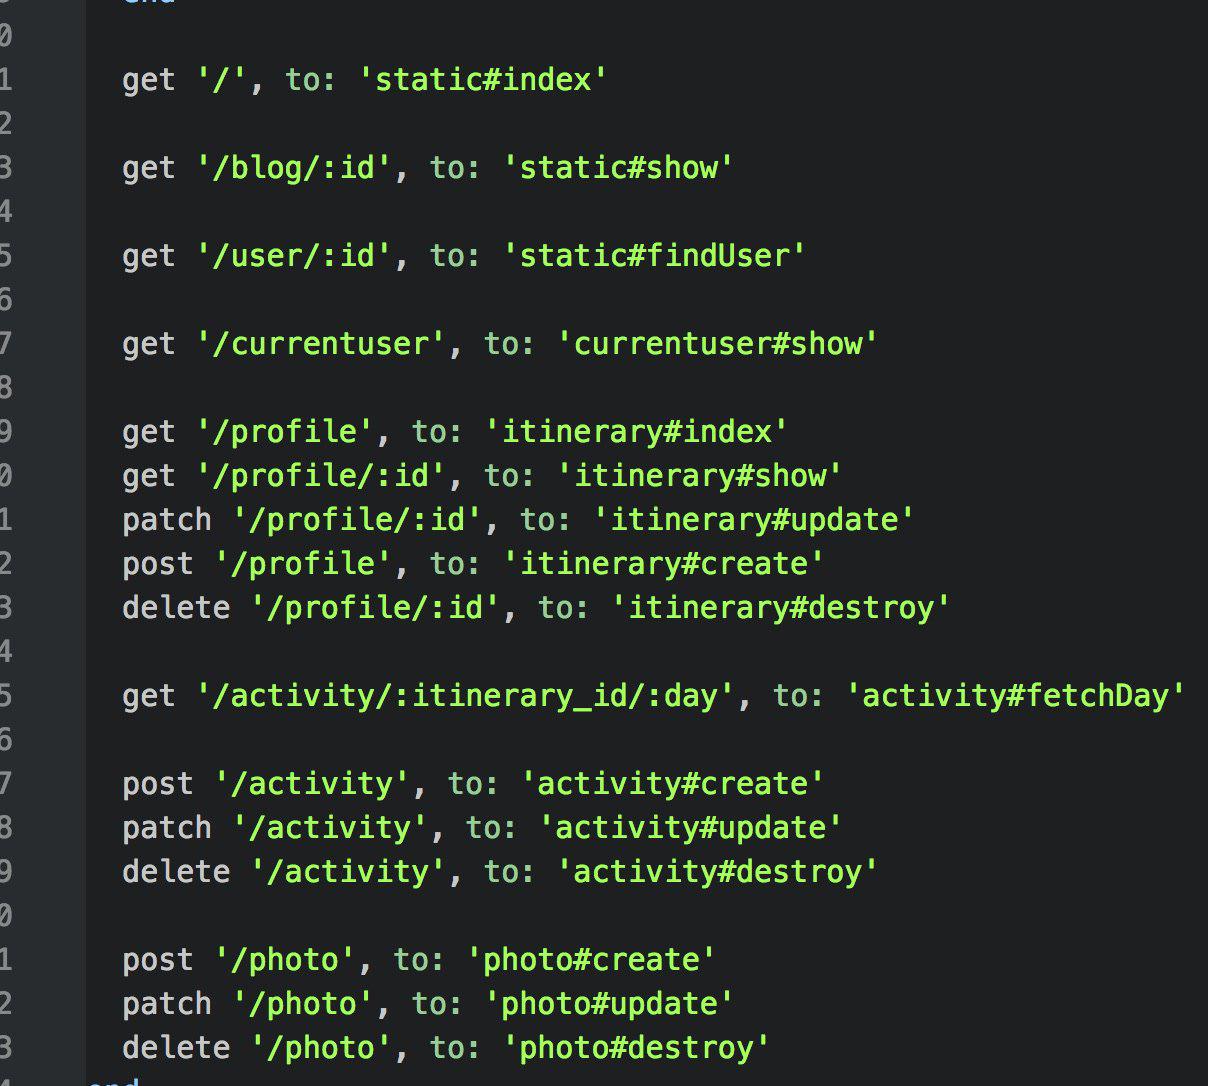 end
0
1 get '/', to: 'static#index'
2
3 get '/blog/:id', to: 'static#show'
4
5 get '/user/:id', to: 'static#findUser'
6
7 get '/currentuser', to: 'currentuser#show'
8
9 get '/profile', to: 'itinerary#index'
0 get '/profile/:id', to: 'itinerary#show'
1 patch '/profile/:id', to: 'itinerary#update'
2 post '/profile', to: 'itinerary#create'
3 delete '/profile/:id', to: 'itinerary#destroy'
4
5 get '/activity/:itinerary_id/:day', to: 'activity#fetchDay'
6
7 post '/activity', to: 'activity#create'
8 patch '/activity', to: 'activity#update'
9 delete '/activity', to: 'activity#destroy'
0
1 post '/photo', to: 'photo#create'
2 patch '/photo', to: 'photo#update'
3 delete '/photo', to: 'photo#destroy'
4 end